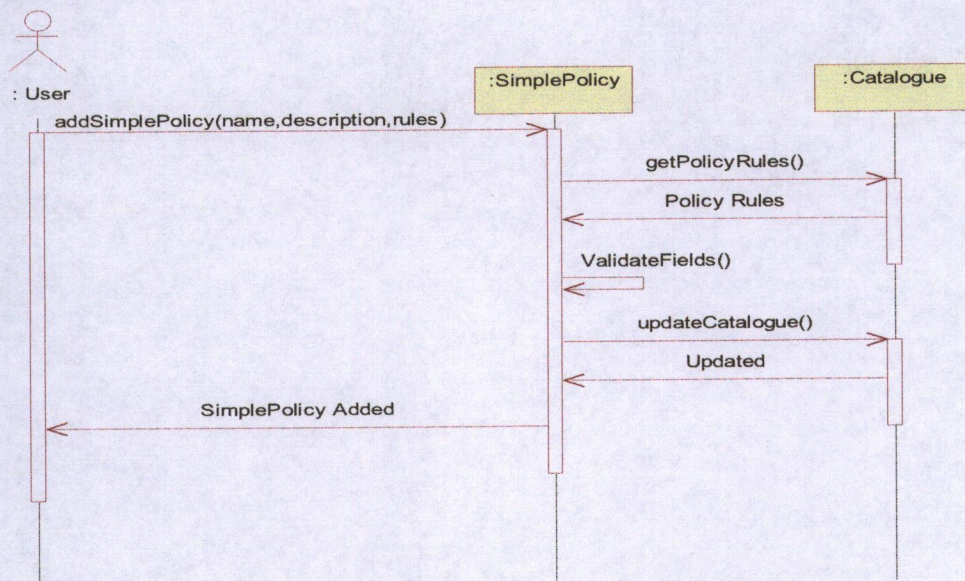 : User
:SimplePolicy
:Catalogue
addSimplePolicy(name,description,rules)
getPolicyRules()
Policy Rules
ValidateFields()
updateCatalogue()
Updated
SimplePolicy Added